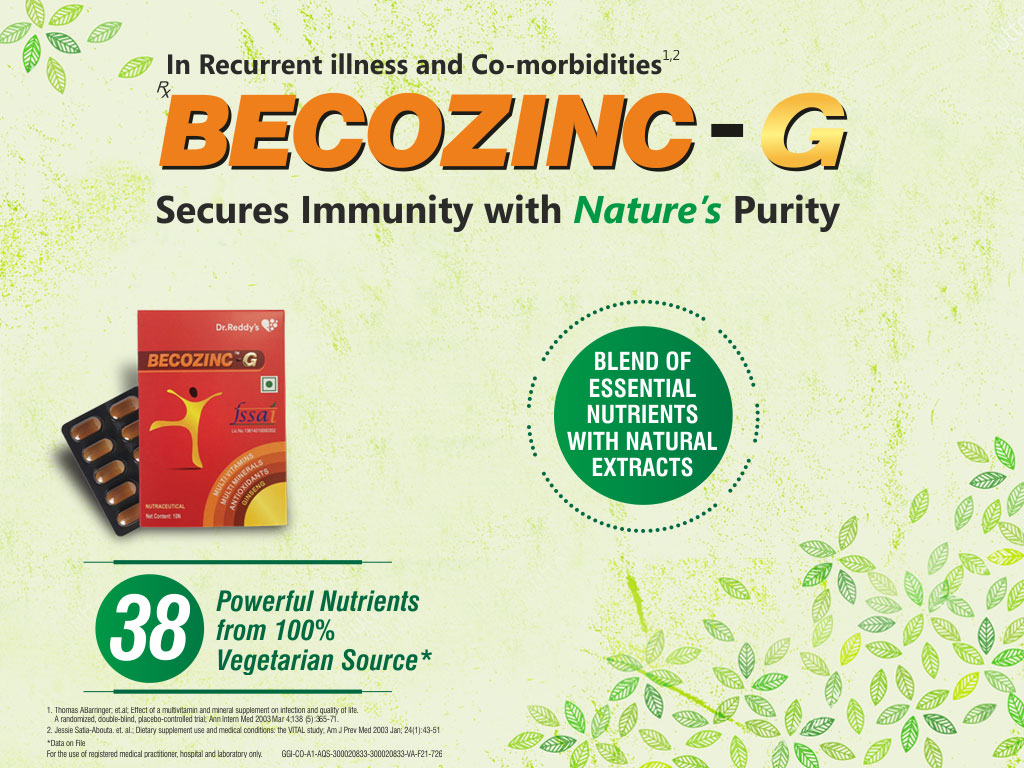 In Recurrent illness and Co-morbidities1,2
Rx
BECOZINC - G
Secures Immunity with Nature's Purity
Dr.Reddy's
BECOZINC - G
fssai
MULTIVITAMINS
MULTIMINERALS
ANTIOXIDANTS
GINSENG
NUTRACEUTICAL
Net Content: 10N
BLEND OF
ESSENTIAL
NUTRIENTS
WITH NATURAL
EXTRACTS
38
Powerful Nutrients
from 100%
Vegetarian Source*
1. Thomas ABarringer; et.al; Effect of a multivitamin and mineral supplement on infection and quality of life.
A randomized, double-blind, placebo-controlled trial; Ann Intern Med 2003 Mar 4;138 (5):365-71.
2. Jessie Satia-Abouta. et. al.; Dietary supplement use and medical conditions: the VITAL study; Am J Prev Med 2003 Jan; 24(1):43-51
*Data on File
For the use of registered medical practitioner, hospital and laboratory only. GGI-CO-A1-AQS-300020833-300020833-VA-F21-726